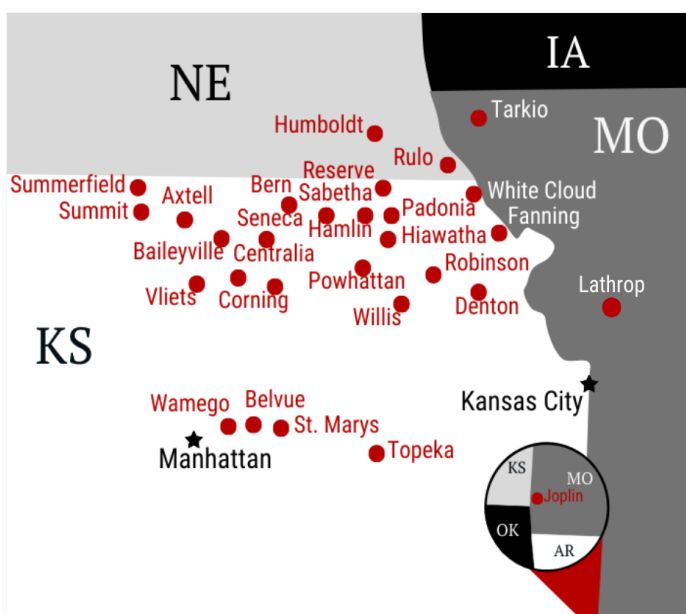 IA
NE
Tarkio
MO
Humboldt
Rulo
Reserve
Summerfield
Bern
Sabetha
Axtell
White Cloud
Summit
Seneca
Padonia
Fanning
Hamlin
Hiawatha
Baileyville
Centralia
Robinson
Powhattan
Lathrop
Vliets
Corning
Willis
Denton
KS
Kansas City
Wamego
Belvue
St. Marys
Manhattan
Topeka
KS
MO
Joplin
OK
AR